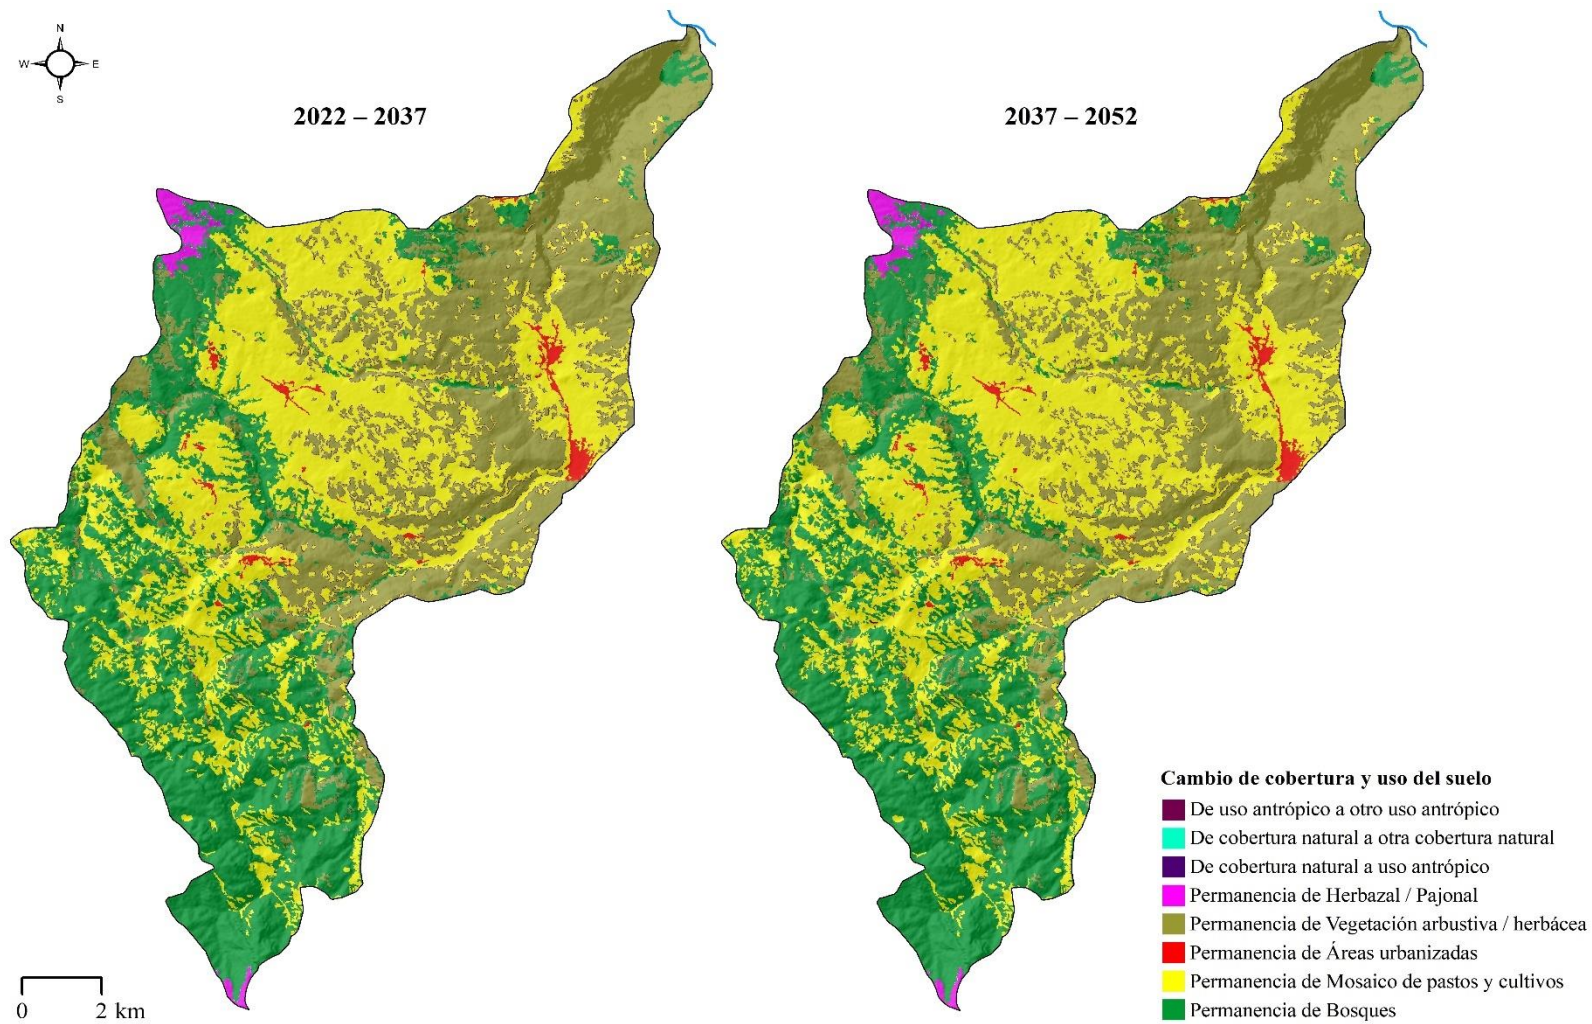 N
W E
S
2022 – 2037
2037 – 2052
Cambio de cobertura y uso del suelo
De uso antrópico a otro uso antrópico
De cobertura natural a otra cobertura natural
De cobertura natural a uso antrópico
Permanencia de Herbazal / Pajonal
Permanencia de Vegetación arbustiva / herbácea
Permanencia de Áreas urbanizadas
Permanencia de Mosaico de pastos y cultivos
Permanencia de Bosques
0 2 km